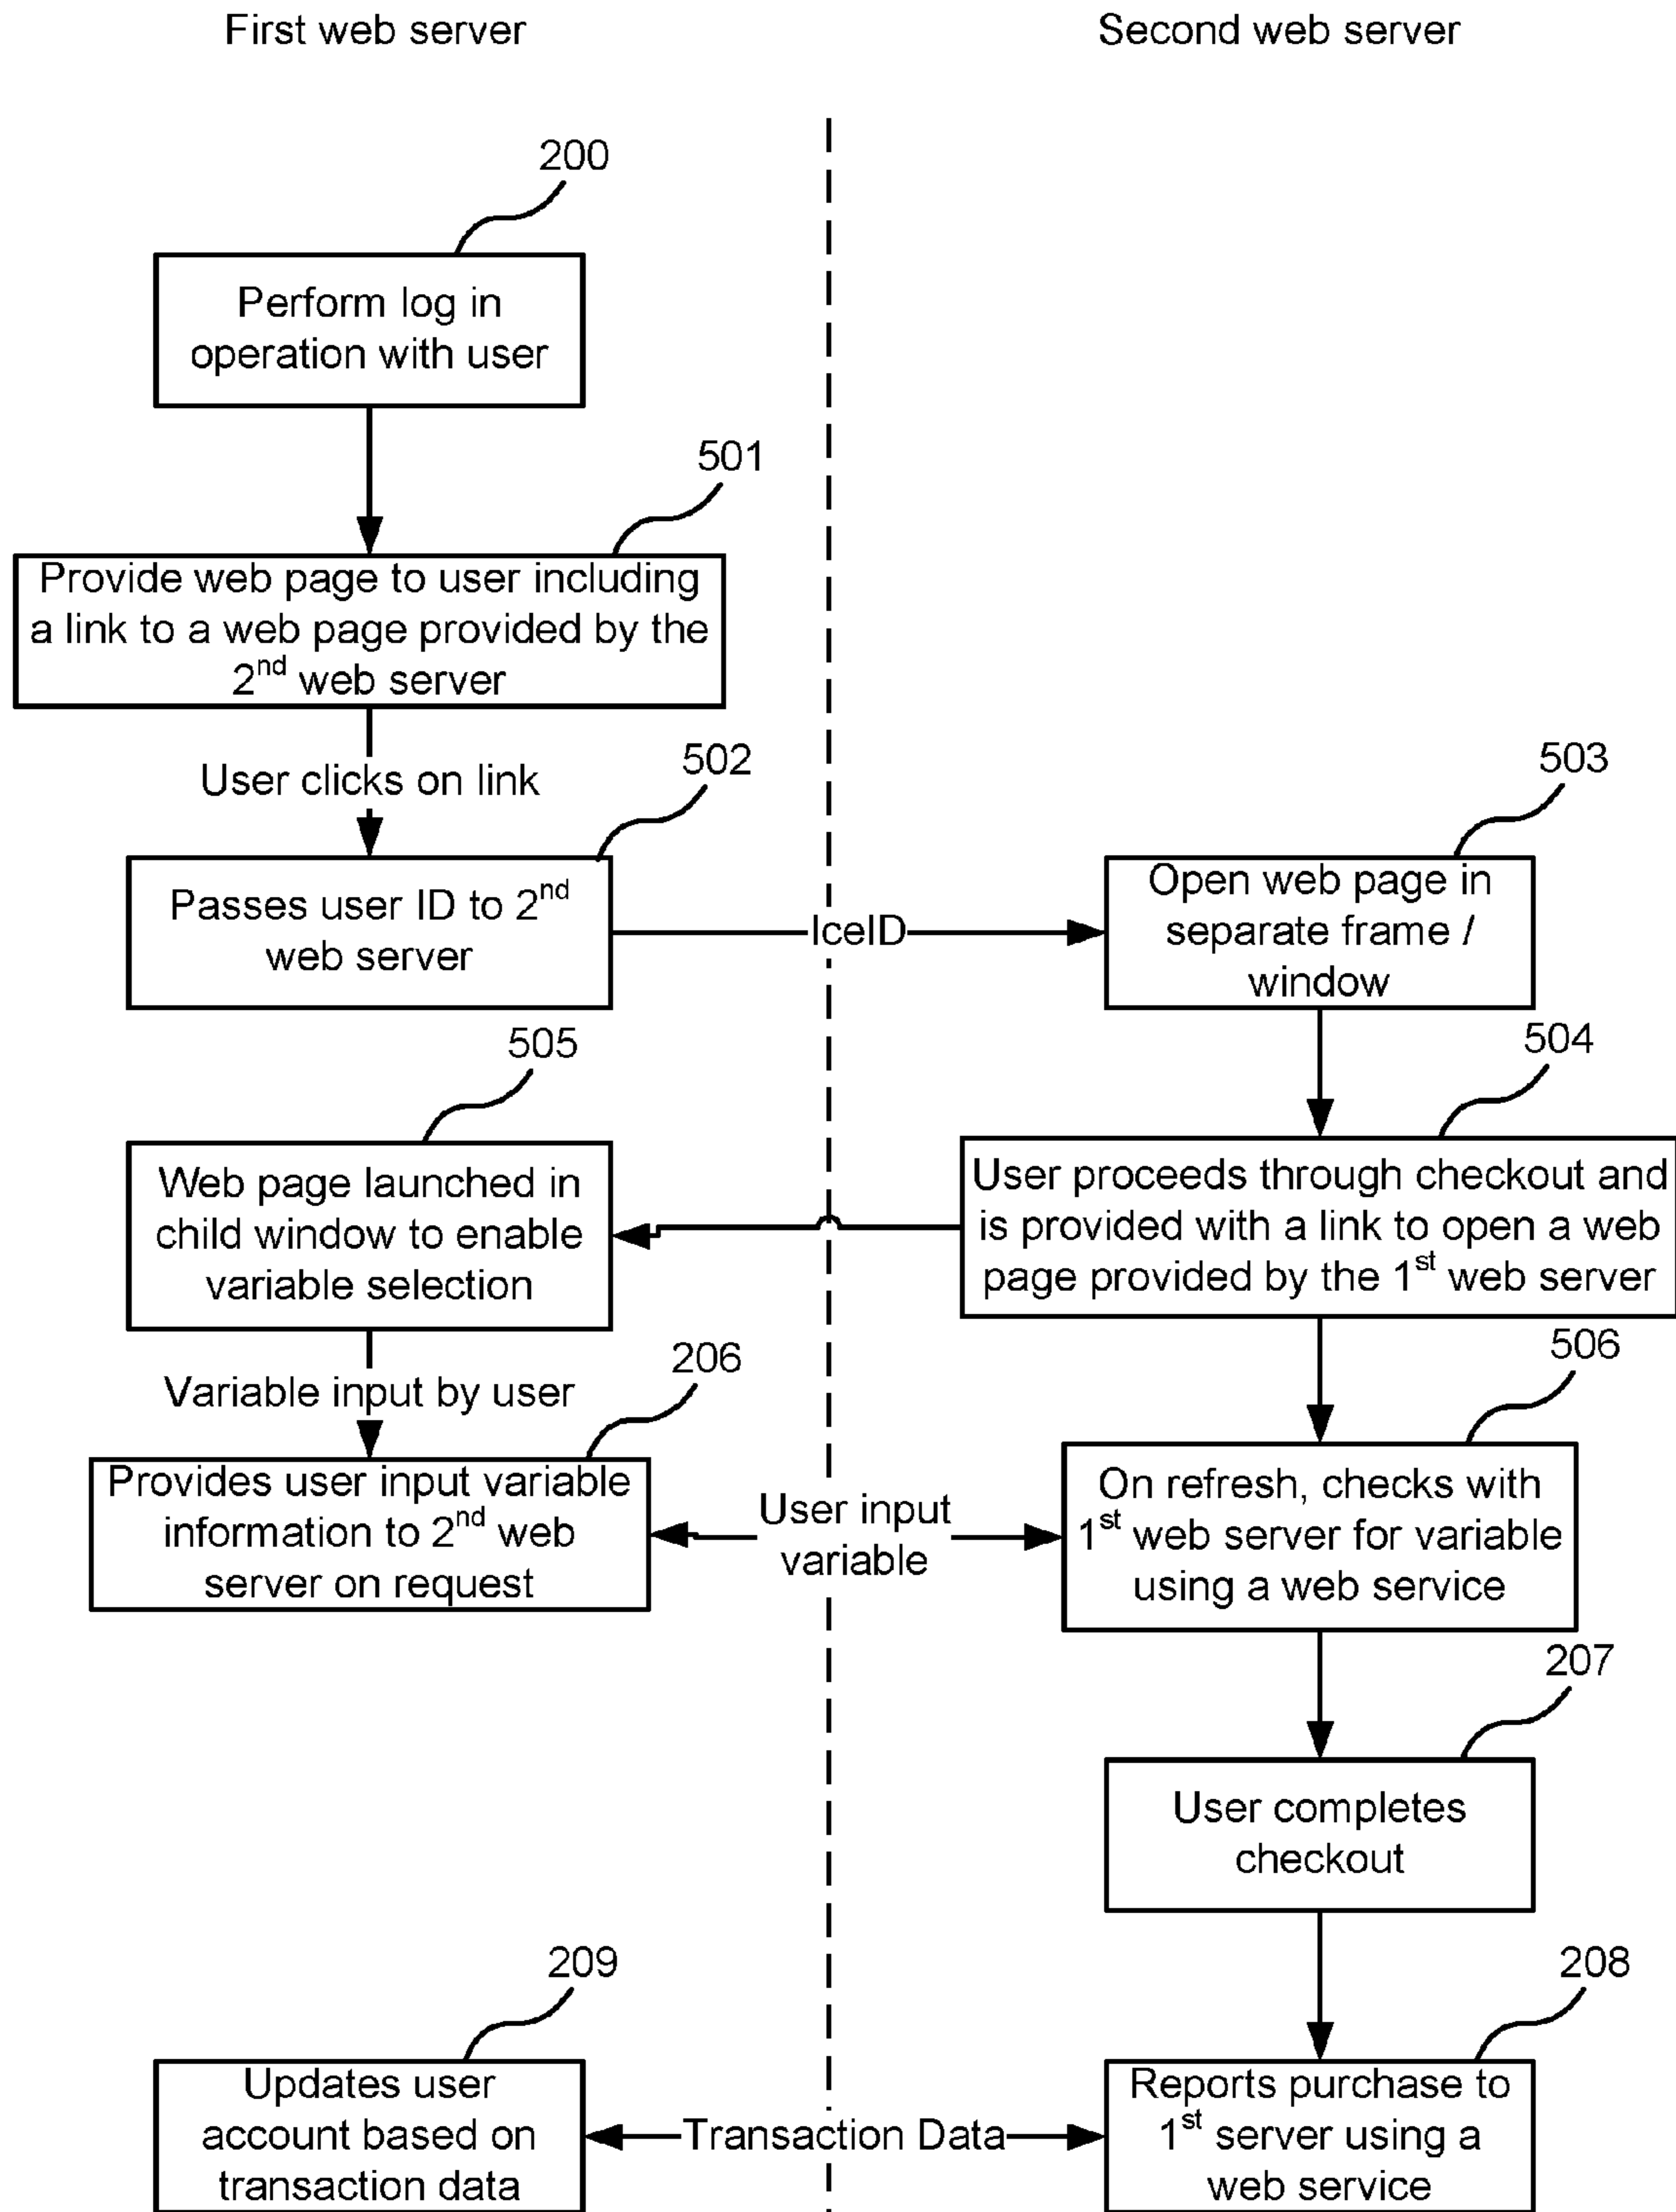 First web server
Second web server
200
Perform log in
operation with user
501
Provide web page to user including
a link to a web page provided by the
2nd web server
User clicks on link
502
Passes user ID to 2nd
web server
IceID
503
Open web page in
separate frame /
window
504
User proceeds through checkout and
is provided with a link to open a web
page provided by the 1st web server
505
Web page launched in
child window to enable
variable selection
Variable input by user
206
Provides user input variable
information to 2nd web
server on request
User input
variable
506
On refresh, checks with
1st web server for variable
using a web service
207
User completes
checkout
208
Reports purchase to
1st server using a
web service
Transaction Data
209
Updates user
account based on
transaction data